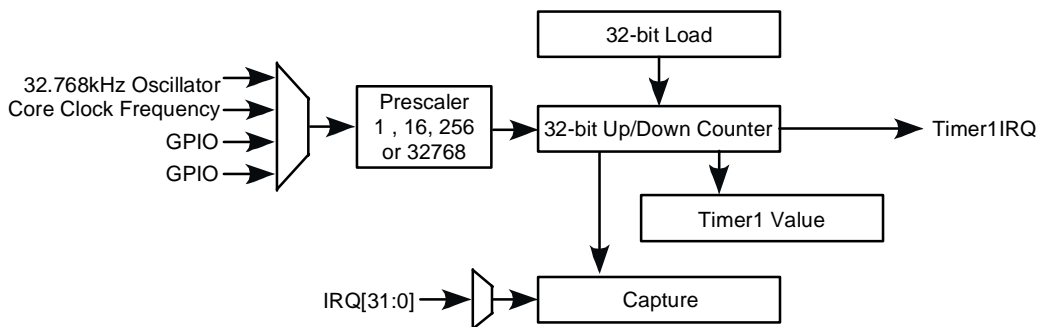 32-bit Load
32.768kHz Oscillator
Core Clock Frequency
GPIO
GPIO
Prescaler
1 , 16, 256
or 32768
32-bit Up/Down Counter
Timer1IRQ
Timer1 Value
IRQ[31:0]
Capture